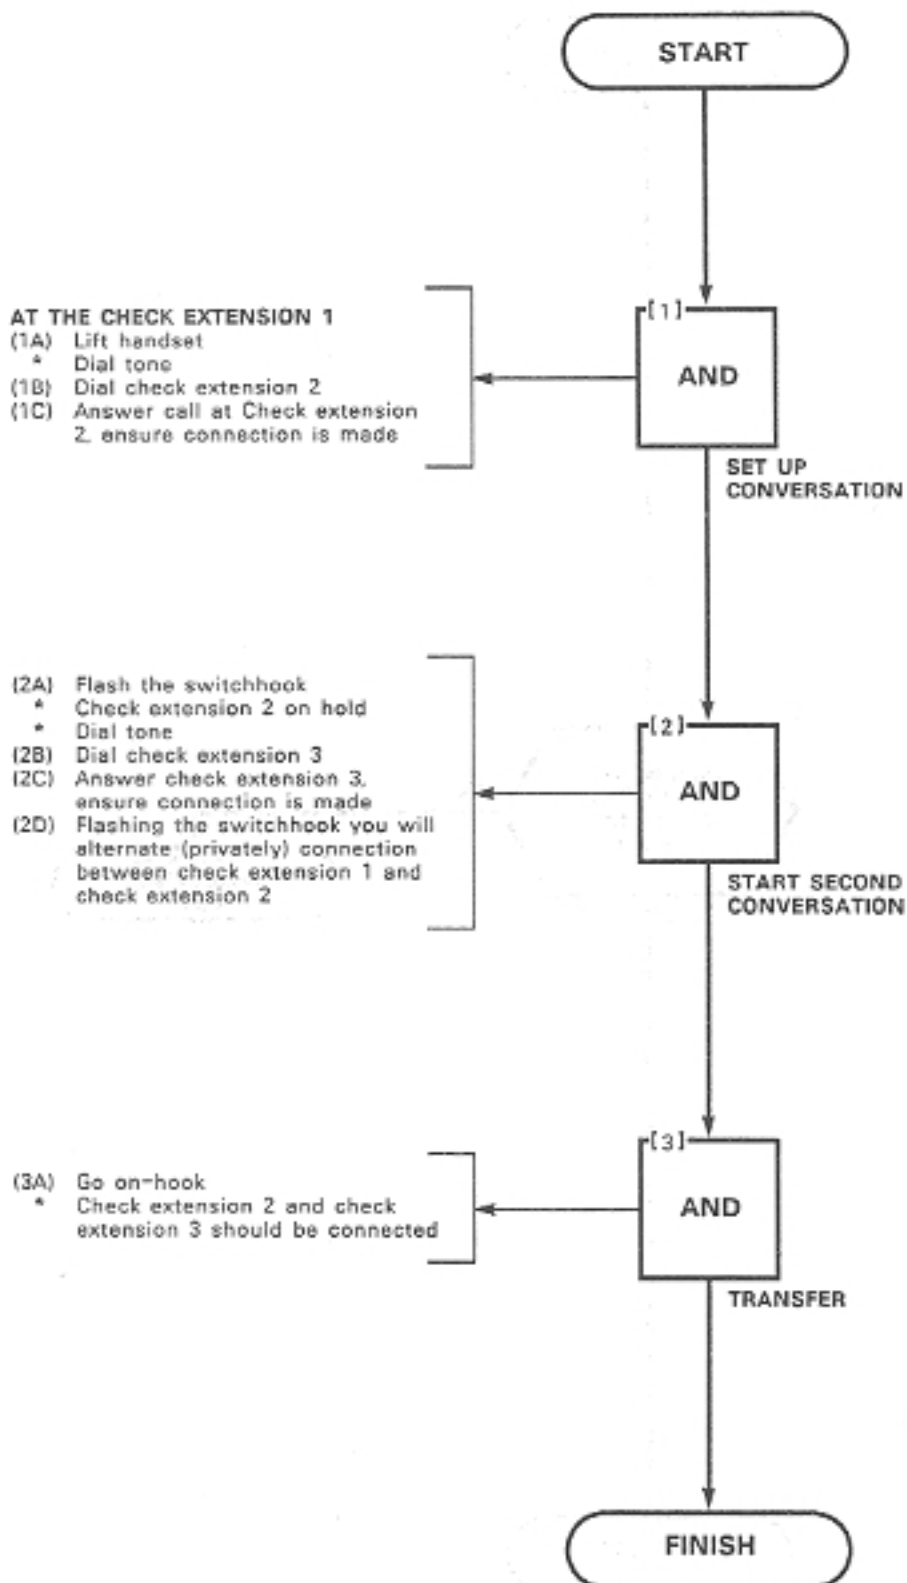 START
[1]
AND
SET UP
CONVERSATION
AT THE CHECK EXTENSION 1
(1A) Lift handset
* Dial tone
(1B) Dial check extension 2
(1C) Answer call at Check extension
2, ensure connection is made
[2]
AND
START SECOND
CONVERSATION
(2A) Flash the switchhook
* Check extension 2 on hold
* Dial tone
(2B) Dial check extension 3
(2C) Answer check extension 3,
ensure connection is made
(2D) Flashing the switchhook you will
alternate (privately) connection
between check extension 1 and
check extension 2
[3]
AND
TRANSFER
(3A) Go on-hook
* Check extension 2 and check
extension 3 should be connected
FINISH